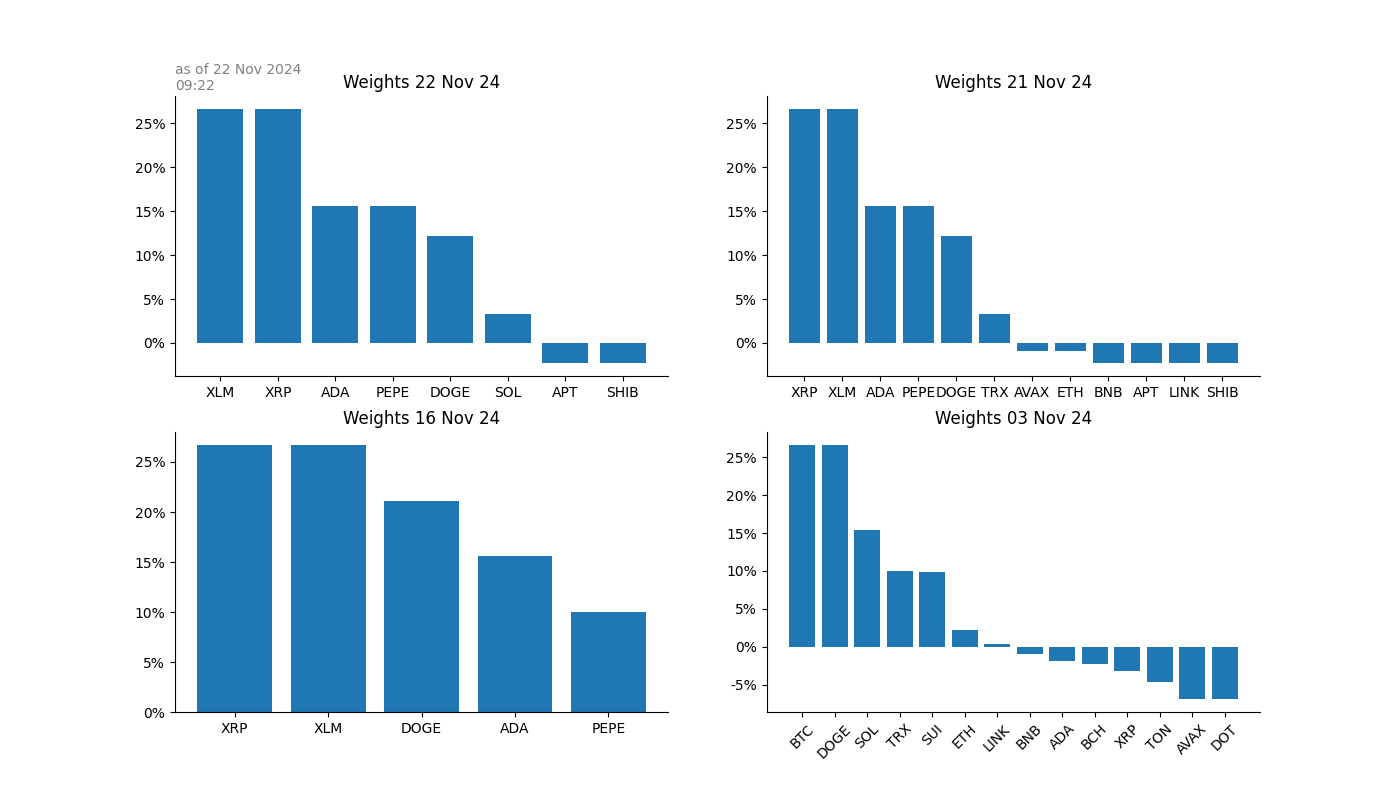 as of 22 Nov 2024
09:22
Weights 22 Nov 24
25%
20%
15%
10%
5%
0%
XLM XRP ADA PEPE DOGE SOL APT SHIB
Weights 21 Nov 24
25%
20%
15%
10%
5%
0%
XRP XLM ADA PEPE DOGE TRX AVAX ETH BNB APT LINK SHIB
Weights 16 Nov 24
25%
20%
15%
10%
5%
0%
XRP XLM DOGE ADA PEPE
Weights 03 Nov 24
25%
20%
15%
10%
5%
0%
-5%
BTC DOGE SOL TRX SUI ETH LINK BNB ADA BCH XRP TON AVAX DOT